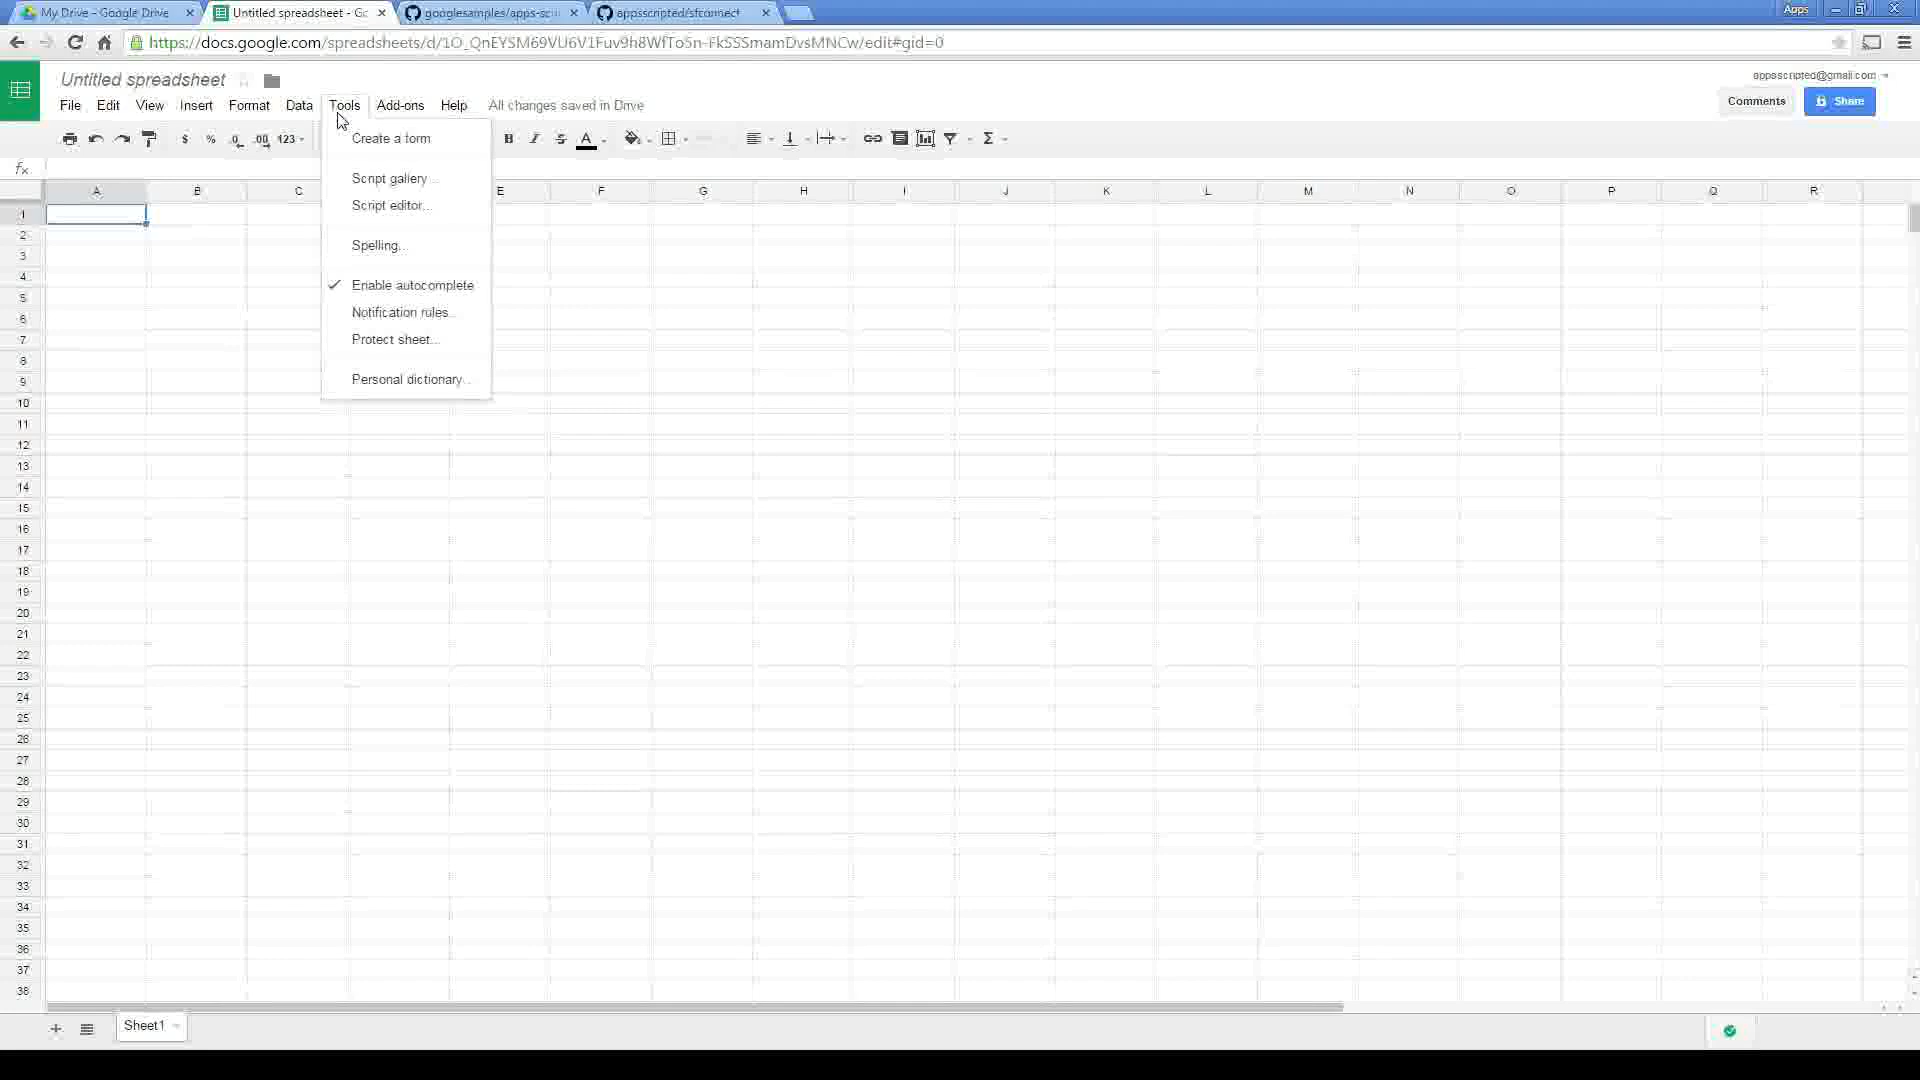 My Drive - Google Drive
Untitled spreadsheet - Go
googlesamples/apps-scri
appsscripted/sfconnect
Apps
https://docs.google.com/spreadsheets/d/
/edit#gid=0
Untitled spreadsheet
appsscripted@gmail.com
File Edit View Insert Format Data Tools Add-ons Help All changes saved in Drive
Comments
Share
$ % .0 .00 123
B I S A Σ
fx
Create a form
Script gallery...
Script editor...
Spelling...
Enable autocomplete
Notification rules...
Protect sheet...
Personal dictionary...
A B C E F G H I J K L M N O P Q R
1
2
3
4
5
6
7
8
9
10
11
12
13
14
15
16
17
18
19
20
21
22
23
24
25
26
27
28
29
30
31
32
33
34
35
36
37
38
+ Sheet1